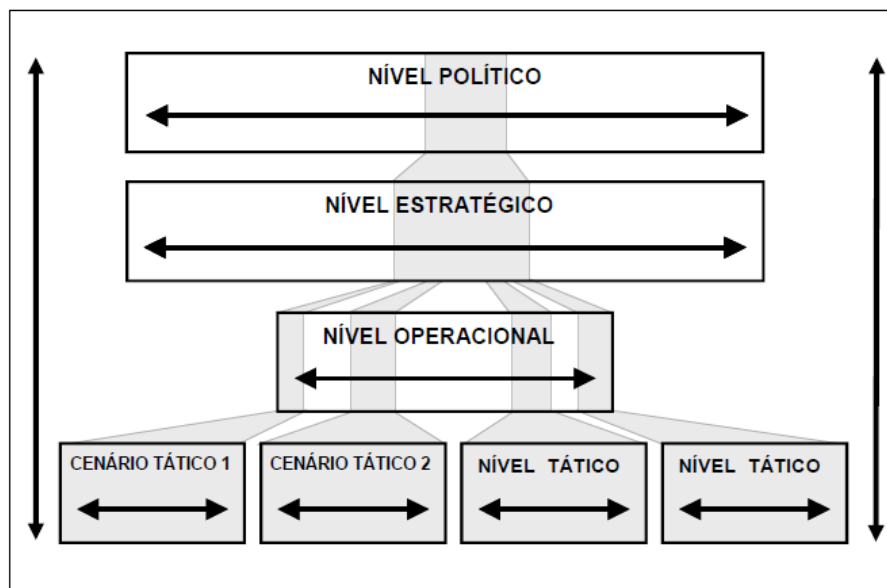 NÍVEL POLÍTICO
NÍVEL ESTRATÉGICO
NÍVEL OPERACIONAL
CENÁRIO TÁTICO 1
CENÁRIO TÁTICO 2
NÍVEL TÁTICO
NÍVEL TÁTICO